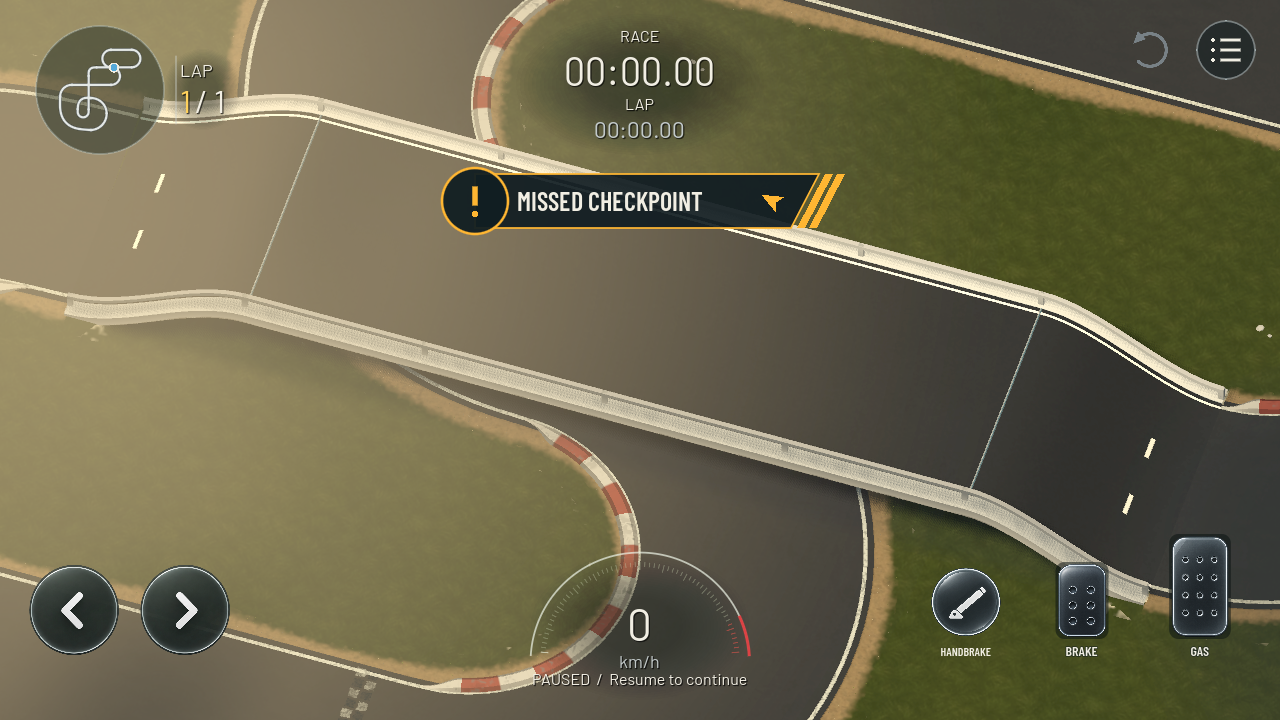 RACE
00:00.00
LAP
00:00.00
LAP
1/ 1
MISSED CHECKPOINT
0
km/h
PAUSED / Resume to continue
HANDBRAKE
BRAKE
GAS